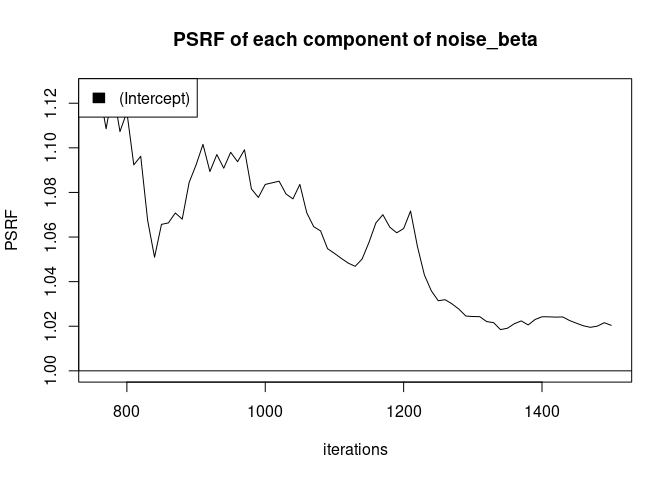 PSRF of each component of noise_beta
(Intercept)
PSRF
1.12
1.10
1.08
1.06
1.04
1.02
1.00
800 1000 1200 1400
iterations